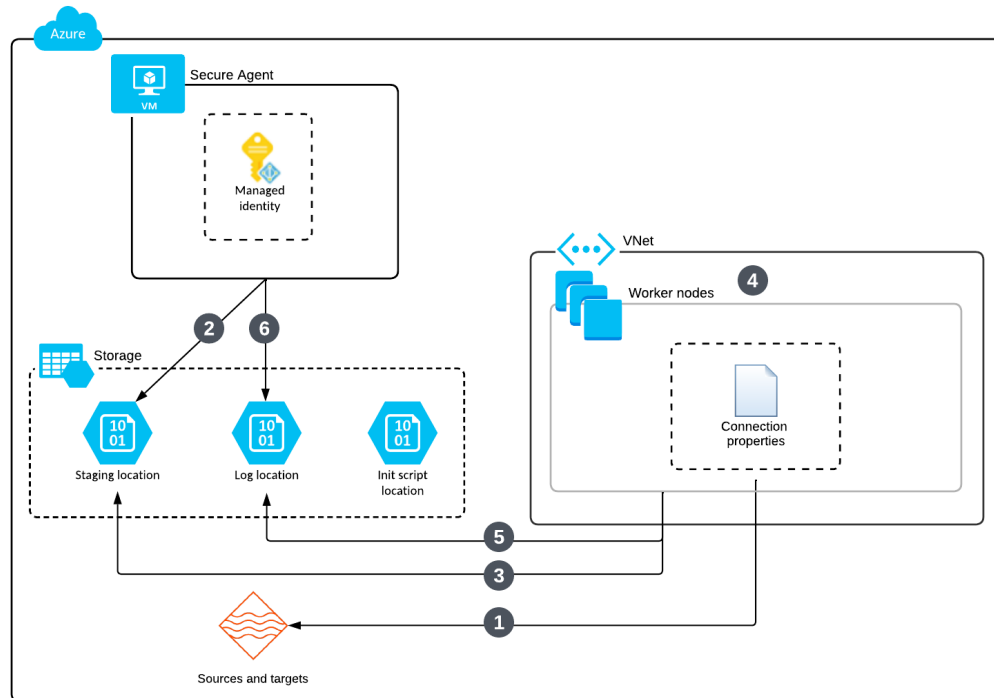 Azure
Secure Agent
VM
Managed
identity
VNet
4
Worker nodes
2
6
Storage
Connection
properties
10
01
10
01
10
01
Staging location
Log location
Init script
location
5
3
1
Sources and targets